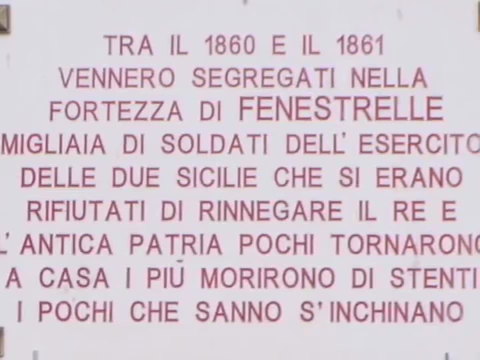 TRA IL 1860 E IL 1861
VENNERO SEGREGATI NELLA
FORTEZZA DI FENESTRELLE
MIGLIAIA DI SOLDATI DELL'ESERCITO
DELLE DUE SICILIE CHE SI ERANO
RIFIUTATI DI RINNEGARE IL RE E
L'ANTICA PATRIA POCHI TORNARONO
A CASA I PIÚ MORIRONO DI STENTI
I POCHI CHE SANNO S'INCHINANO